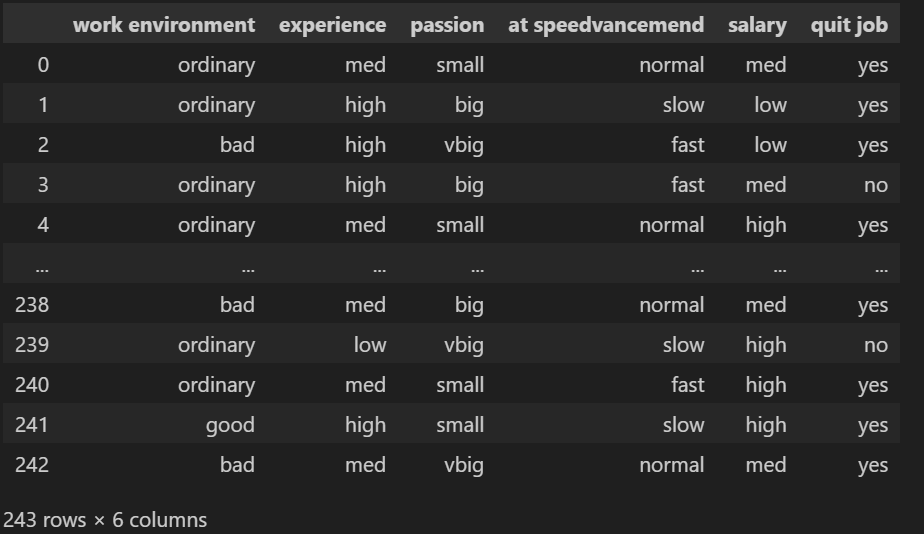 work environment experience passion at speedvancemend salary quit job
0 ordinary med small normal med yes
1 ordinary high big slow low yes
2 bad high vbig fast low yes
3 ordinary high big fast med no
4 ordinary med small normal high yes
... ... ... ... ... ... ...
238 bad med big normal med yes
239 ordinary low vbig slow high no
240 ordinary med small fast high yes
241 good high small slow high yes
242 bad med vbig normal med yes
243 rows × 6 columns